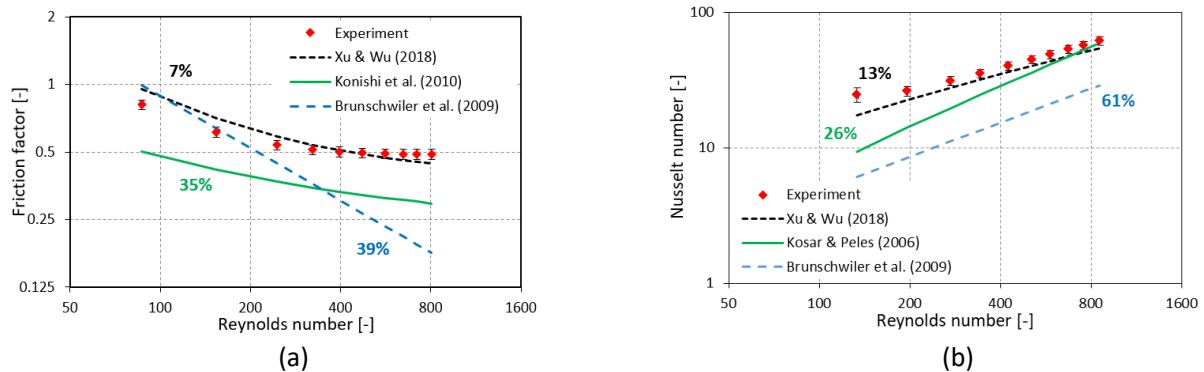 2
1
0.5
0.25
0.125
Friction factor [-]
7%
35%
39%
Experiment
Xu & Wu (2018)
Konishi et al. (2010)
Brunschwiler et al. (2009)
50
100
200
400
800
1600
Reynolds number [-]
(a)
100
10
1
Nusselt number [-]
13%
26%
61%
Experiment
Xu & Wu (2018)
Kosar & Peles (2006)
Brunschwiler et al. (2009)
50
100
200
400
800
1600
Reynolds number [-]
(b)